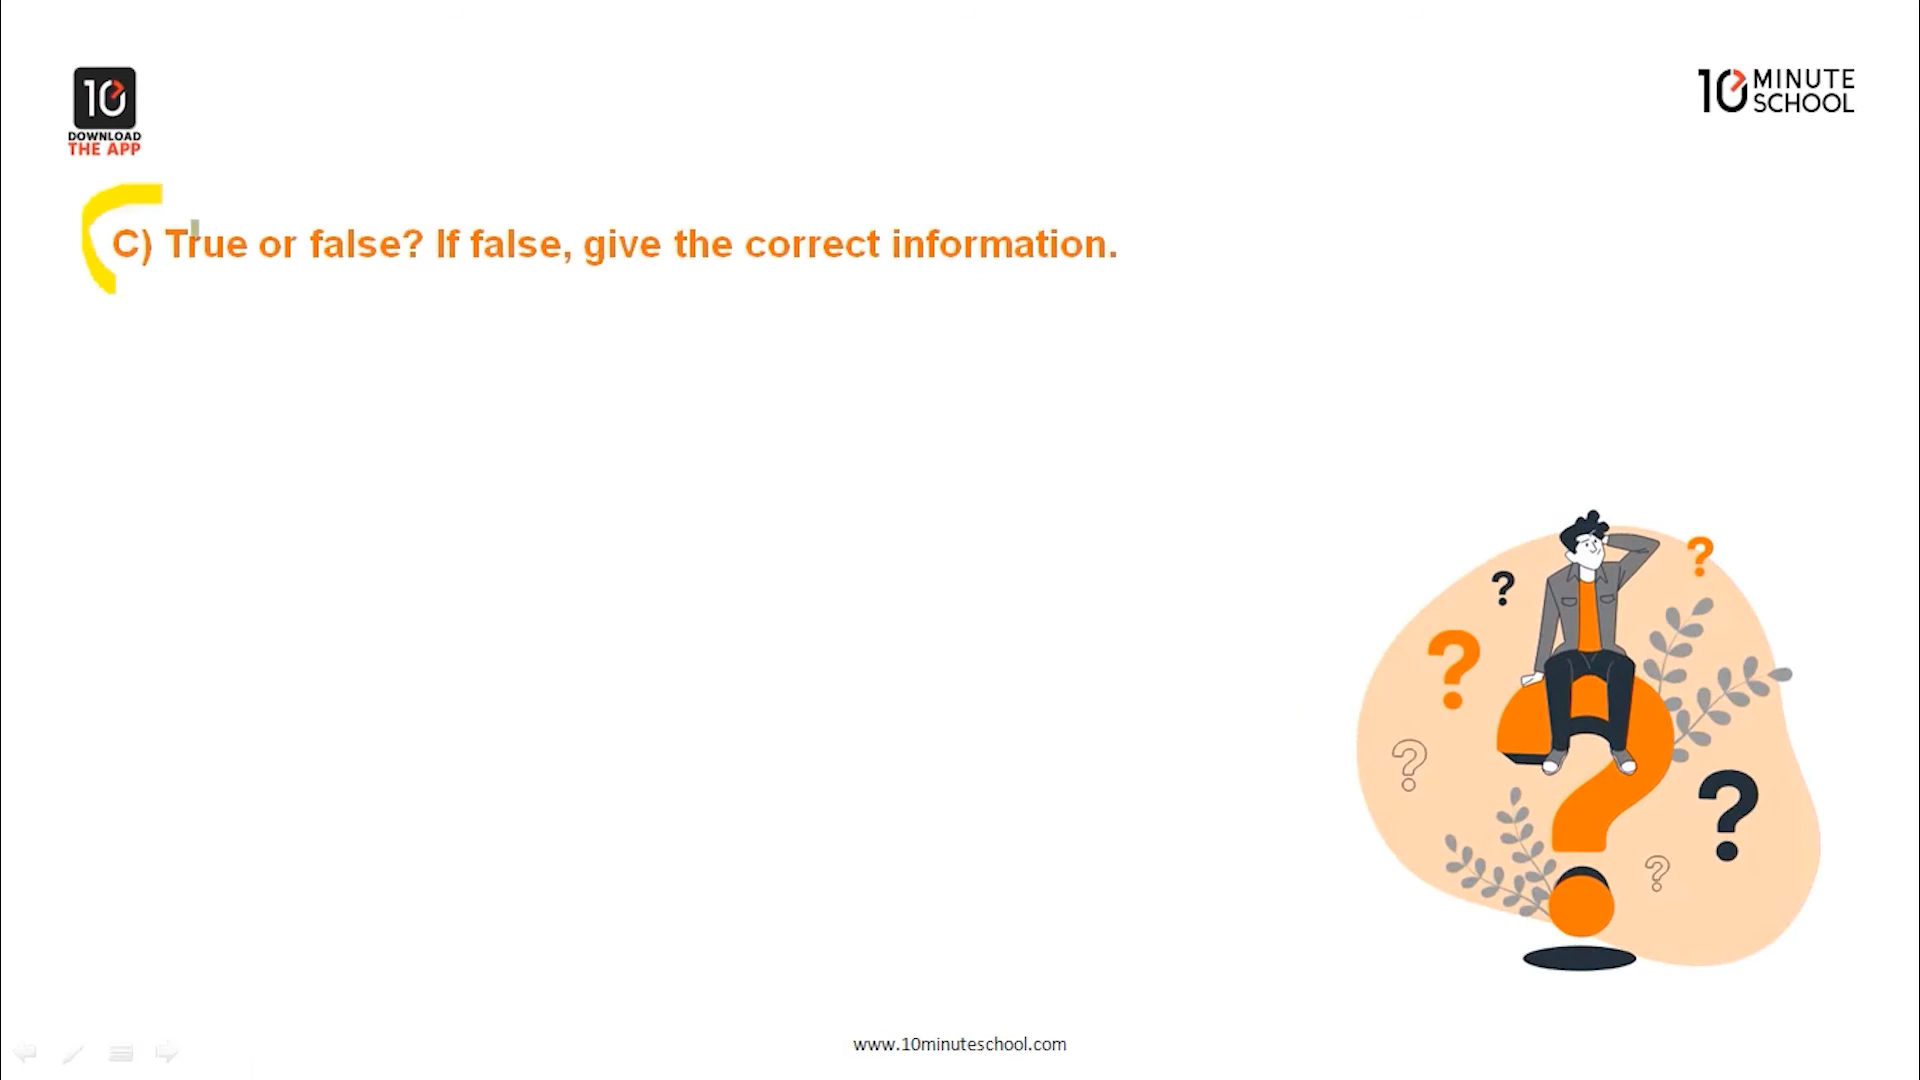 10
DOWNLOAD
THE APP
10 MINUTE
SCHOOL
C) True or false? If false, give the correct information.
?
?
?
?
?
?
?
www.10minuteschool.com